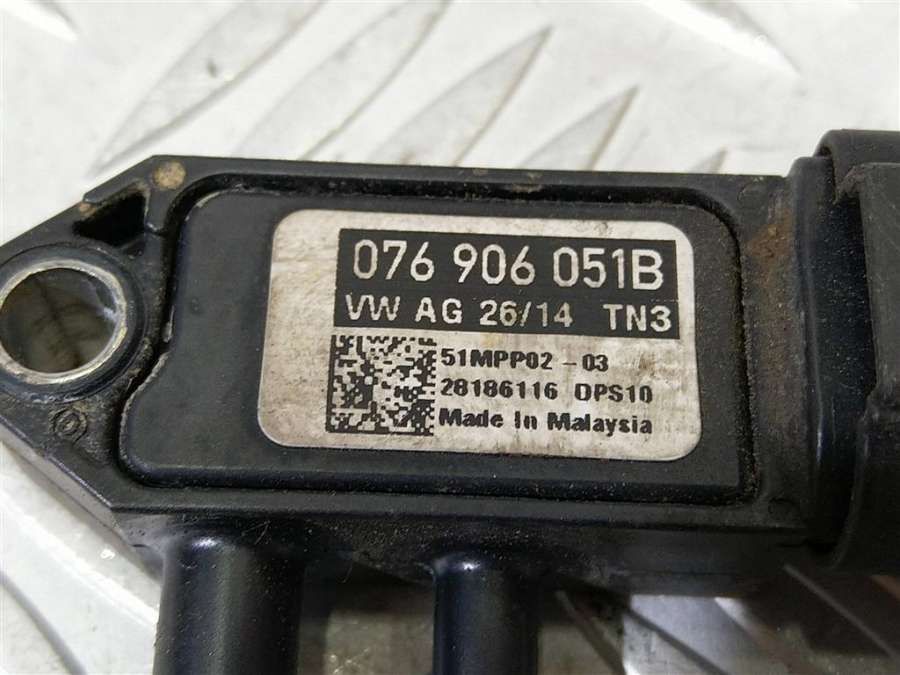 076 906 051B
VW AG 26/14 TN3
51MPP02-03
28186116 DPS10
Made In Malaysia